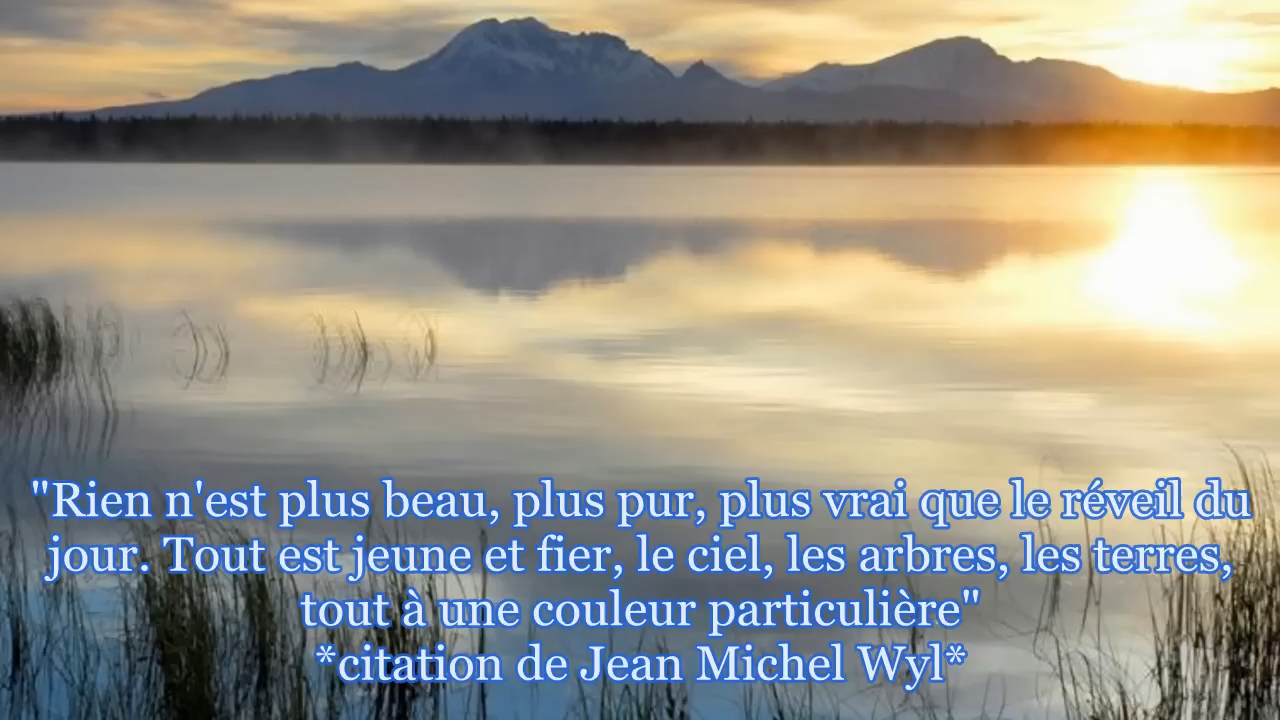 "Rien n'est plus beau, plus pur, plus vrai que le réveil du
jour. Tout est jeune et fier, le ciel, les arbres, les terres,
tout à une couleur particulière"
*citation de Jean Michel Wyl*